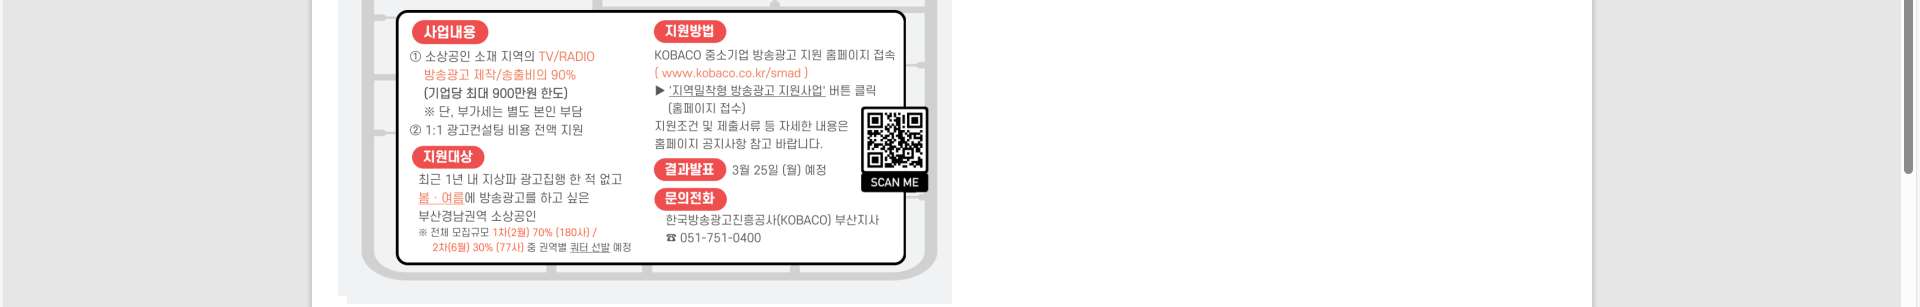 사업내용
① 소상공인 소재 지역의 TV/RADIO
방송광고 제작/송출비의 90%
(기업당 최대 900만원 한도)
※ 단, 부가세는 별도 본인 부담
② 1:1 광고컨설팅 비용 전액 지원
지원대상
최근 1년 내 지상파 광고집행 한 적 없고
봄 · 여름에 방송광고를 하고 싶은
부산경남권역 소상공인
※ 전체 모집규모 1차(2월) 70% (180사) /
2차(6월) 30% (77사) 중 권역별 쿼터 선발 예정
지원방법
KOBACO 중소기업 방송광고 지원 홈페이지 접속
( www.kobaco.co.kr/smad )
▶ '지역밀착형 방송광고 지원사업' 버튼 클릭
(홈페이지 접수)
지원조건 및 제출서류 등 자세한 내용은
홈페이지 공지사항 참고 바랍니다.
결과발표 3월 25일 (월) 예정
문의전화
한국방송광고진흥공사(KOBACO) 부산지사
☎ 051-751-0400
SCAN ME